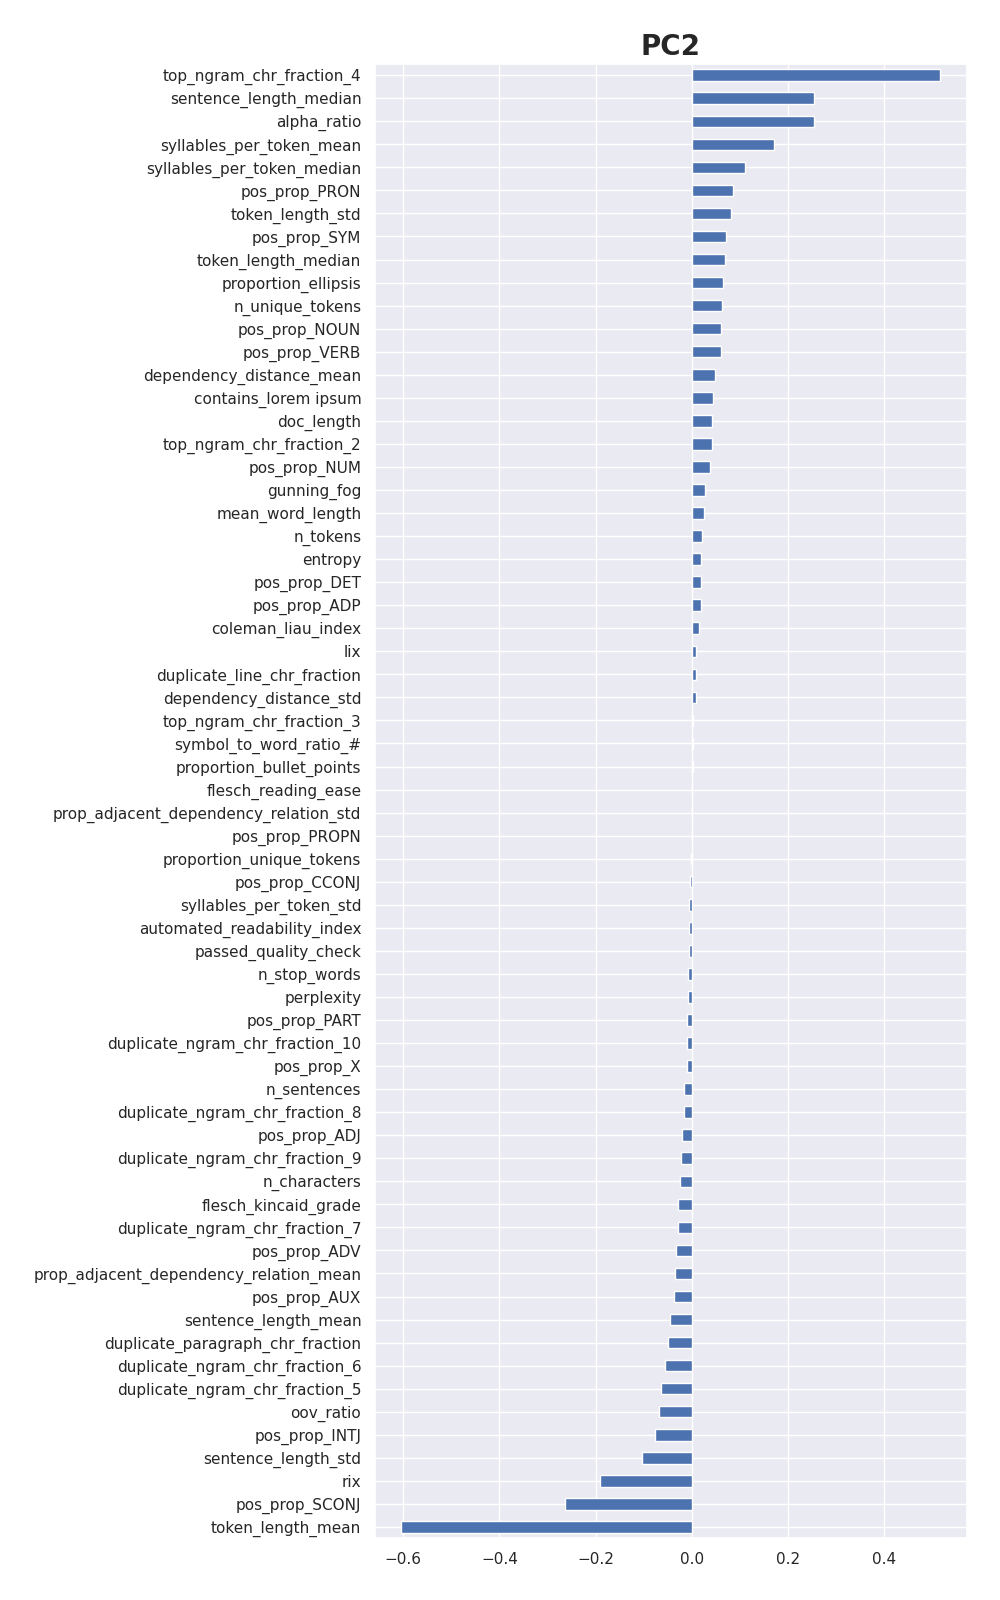 PC2
top_ngram_chr_fraction_4
sentence_length_median
alpha_ratio
syllables_per_token_mean
syllables_per_token_median
pos_prop_PRON
token_length_std
pos_prop_SYM
token_length_median
proportion_ellipsis
n_unique_tokens
pos_prop_NOUN
pos_prop_VERB
dependency_distance_mean
contains_lorem ipsum
doc_length
top_ngram_chr_fraction_2
pos_prop_NUM
gunning_fog
mean_word_length
n_tokens
entropy
pos_prop_DET
pos_prop_ADP
coleman_liau_index
lix
duplicate_line_chr_fraction
dependency_distance_std
top_ngram_chr_fraction_3
symbol_to_word_ratio_#
proportion_bullet_points
flesch_reading_ease
prop_adjacent_dependency_relation_std
pos_prop_PROPN
proportion_unique_tokens
pos_prop_CCONJ
syllables_per_token_std
automated_readability_index
passed_quality_check
n_stop_words
perplexity
pos_prop_PART
duplicate_ngram_chr_fraction_10
pos_prop_X
n_sentences
duplicate_ngram_chr_fraction_8
pos_prop_ADJ
duplicate_ngram_chr_fraction_9
n_characters
flesch_kincaid_grade
duplicate_ngram_chr_fraction_7
pos_prop_ADV
prop_adjacent_dependency_relation_mean
pos_prop_AUX
sentence_length_mean
duplicate_paragraph_chr_fraction
duplicate_ngram_chr_fraction_6
duplicate_ngram_chr_fraction_5
oov_ratio
pos_prop_INTJ
sentence_length_std
rix
pos_prop_SCONJ
token_length_mean
−0.6 −0.4 −0.2 0.0 0.2 0.4